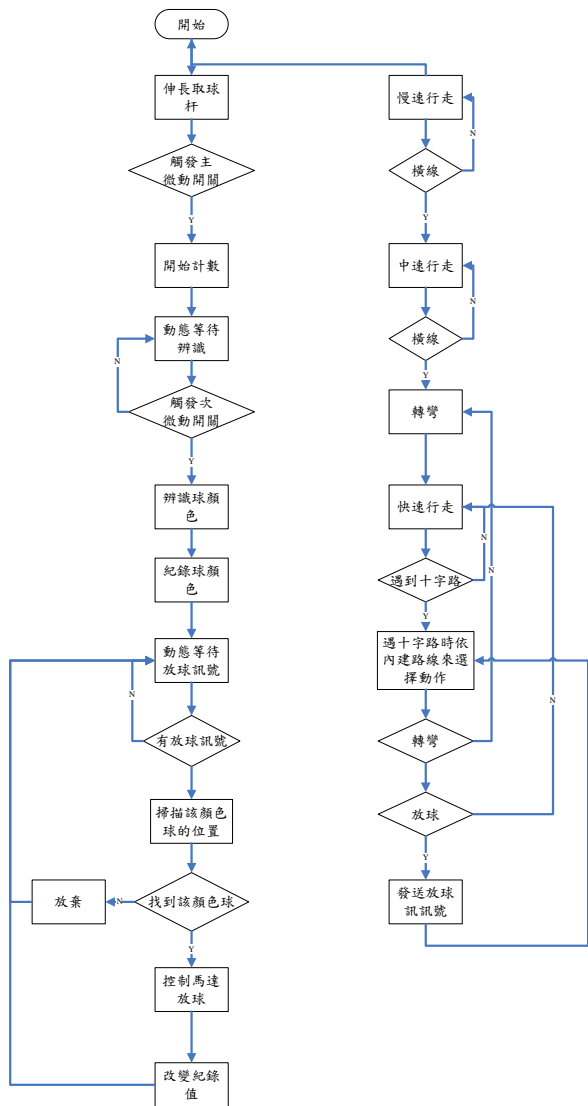 開始
伸長取球
杆
觸發主
微動開關
Y
開始計數
動態等待
辨識
N
觸發次
微動開關
Y
辨識球顏
色
紀錄球顏
色
動態等待
放球訊號
N
有放球訊號
Y
掃描該顏色
球的位置
放棄
N
找到該顏色球
Y
控制馬達
放球
改變紀錄
值
慢速行走
N
橫線
Y
中速行走
N
橫線
Y
轉彎
快速行走
N
N
遇到十字路
Y
遇十字路時依
內建路線來選
擇動作
N
轉彎
Y
放球
Y
發送放球
訊訊號